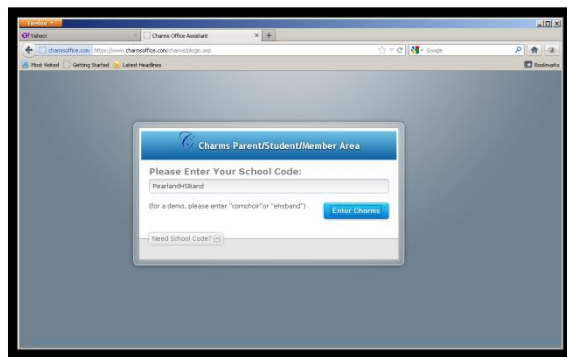 Firefox
Yahoo!
Charms Office Assistant
charmsoffice.com https://www.charmsoffice.com/charms/plogin.asp
Google
Most Visited Getting Started Latest Headlines
Bookmarks
Charms Parent/Student/Member Area
Please Enter Your School Code:
PearlandHSBand
(for a demo, please enter "comchoir"or "ehsband")
Enter Charms
Need School Code?